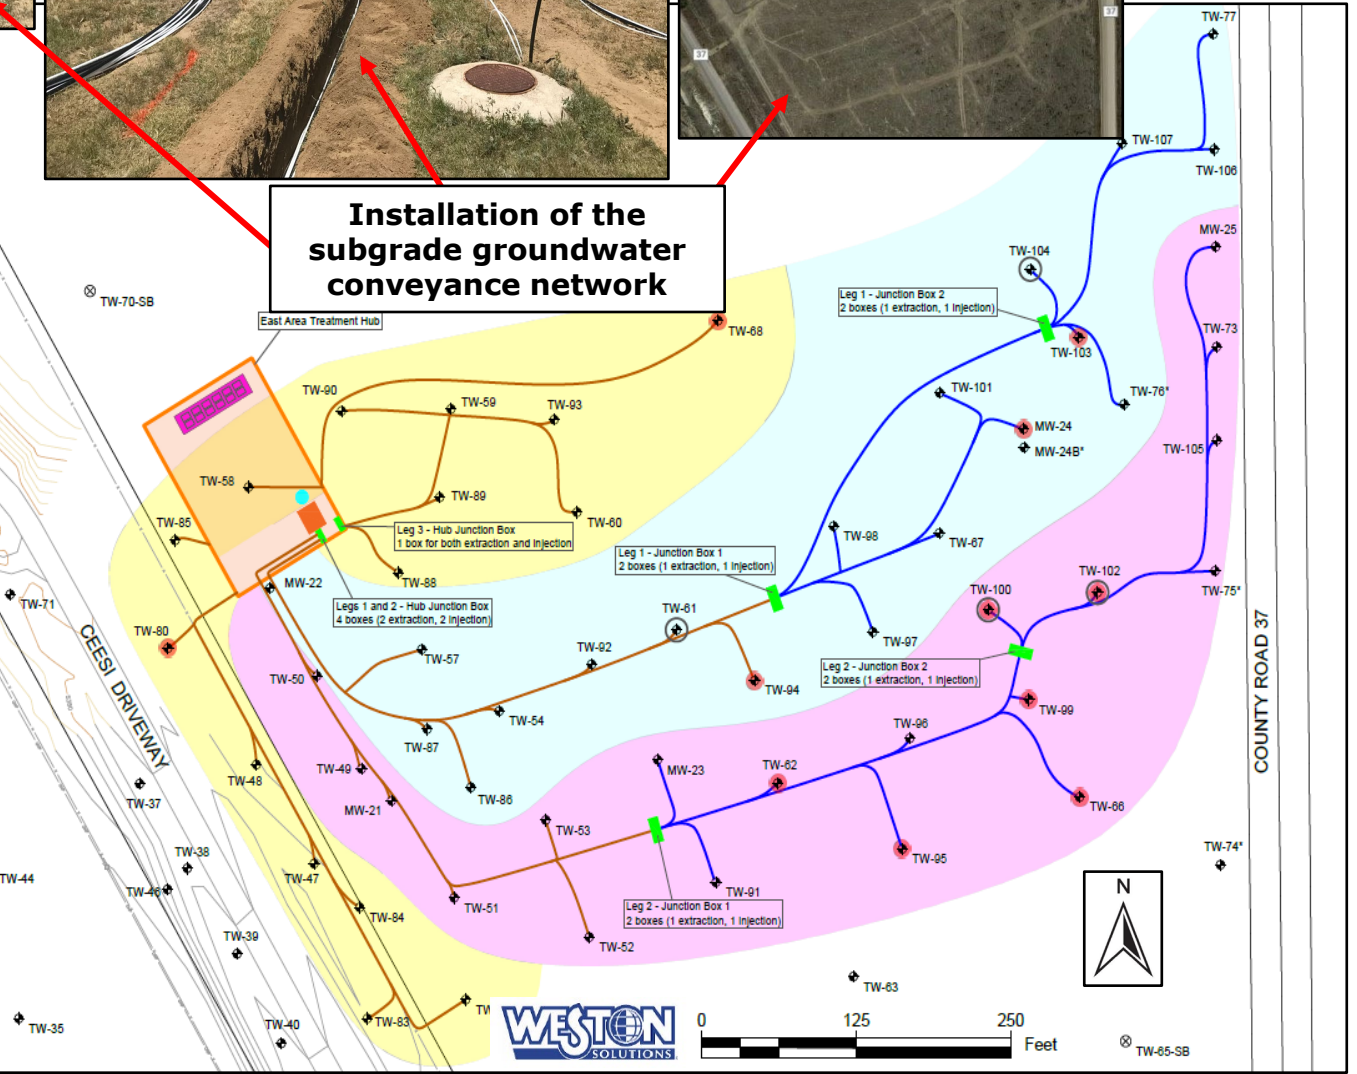 37
37
TW-77
TW-107
TW-106
Installation of the
subgrade groundwater
conveyance network
MW-25
TW-104
TW-70-SB
Leg 1 - Junction Box 2
2 boxes (1 extraction, 1 injection)
East Area Treatment Hub
TW-68
TW-73
TW-103
TW-90
TW-59
TW-93
TW-101
TW-76*
MW-24
MW-24B*
TW-105
TW-58
TW-89
TW-85
TW-60
Leg 3 - Hub Junction Box
1 box for both extraction and injection
TW-98
TW-67
Leg 1 - Junction Box 1
2 boxes (1 extraction, 1 injection)
TW-88
MW-22
TW-102
TW-100
TW-75*
TW-71
Legs 1 and 2 - Hub Junction Box
4 boxes (2 extraction, 2 injection)
TW-61
TW-80
TW-97
CEESI DRIVEWAY
COUNTY ROAD 37
TW-57
TW-92
Leg 2 - Junction Box 2
2 boxes (1 extraction, 1 injection)
TW-50
TW-94
TW-99
TW-54
TW-96
TW-87
MW-23
TW-62
TW-48
TW-49
TW-37
MW-21
TW-86
TW-66
TW-53
TW-38
TW-95
TW-74*
TW-44
TW-46
TW-47
TW-91
TW-84
TW-51
Leg 2 - Junction Box 1
2 boxes (1 extraction, 1 injection)
N
TW-39
TW-52
TW-63
TW-35
TW-40
TW-83
TW
WESTON
SOLUTIONS
0 125 250
Feet
TW-65-SB